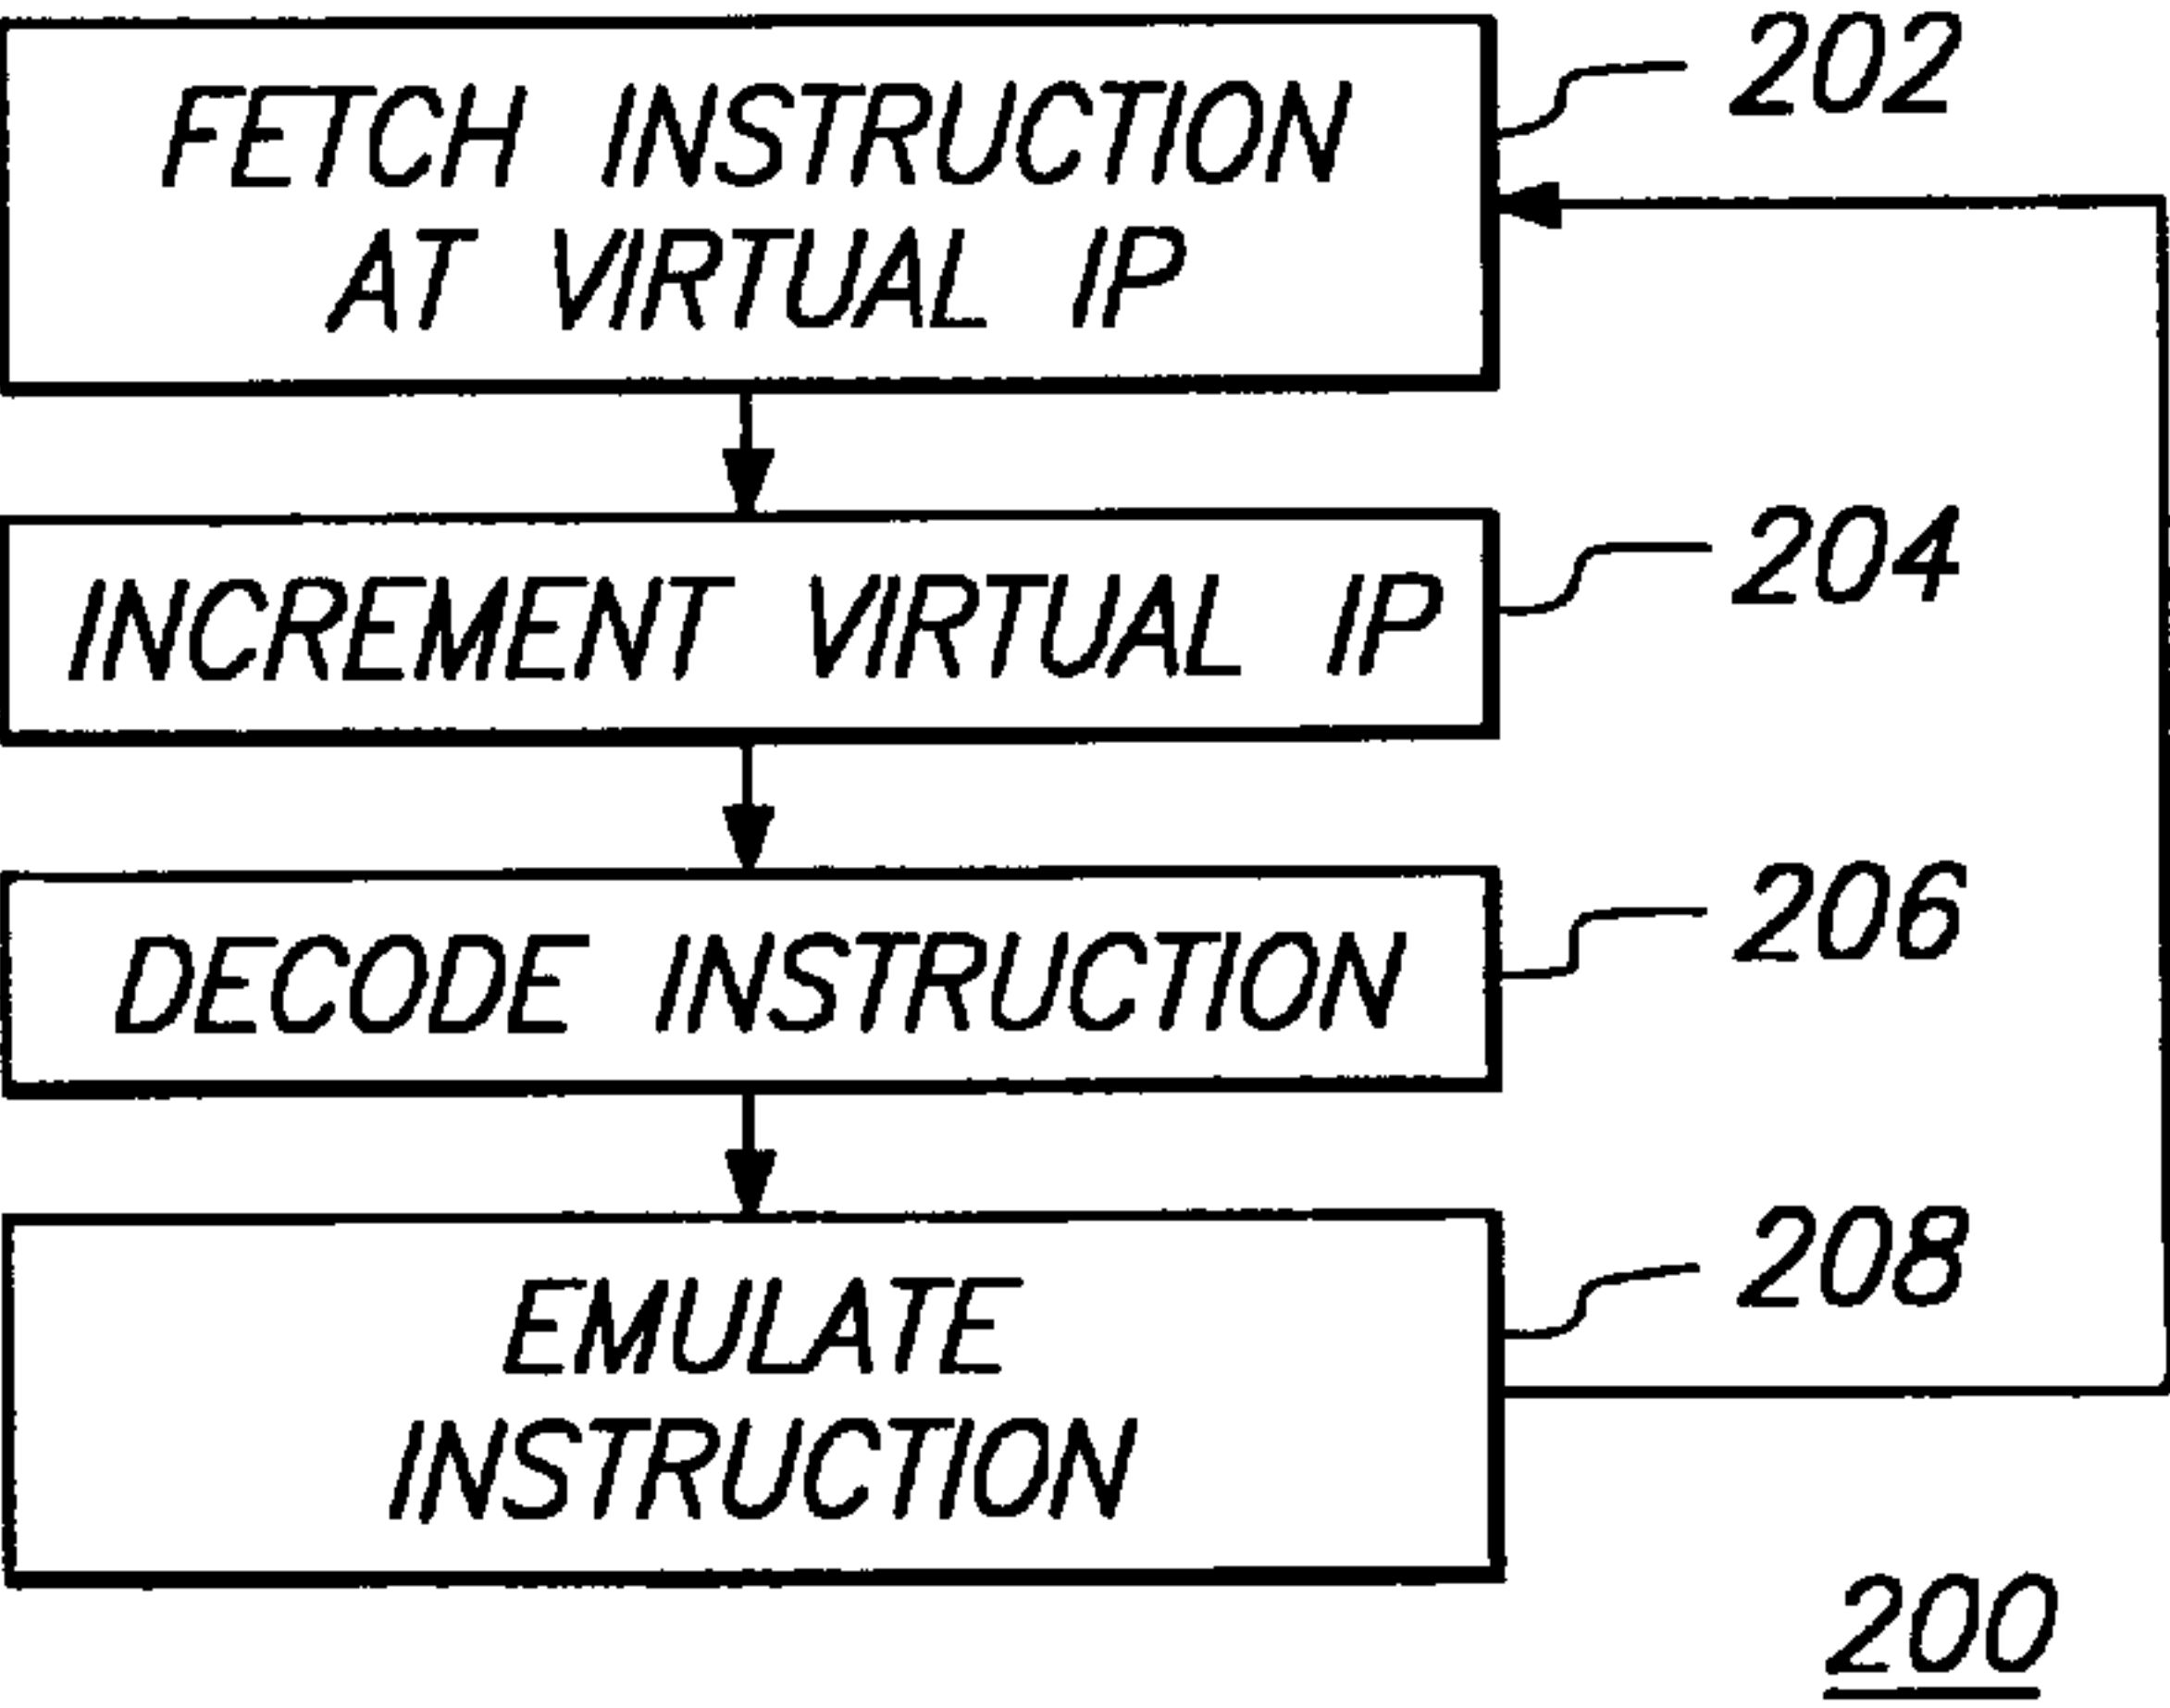 FETCH INSTRUCTION
AT VIRTUAL IP
202
INCREMENT VIRTUAL IP
204
DECODE INSTRUCTION
206
EMULATE
INSTRUCTION
208
200